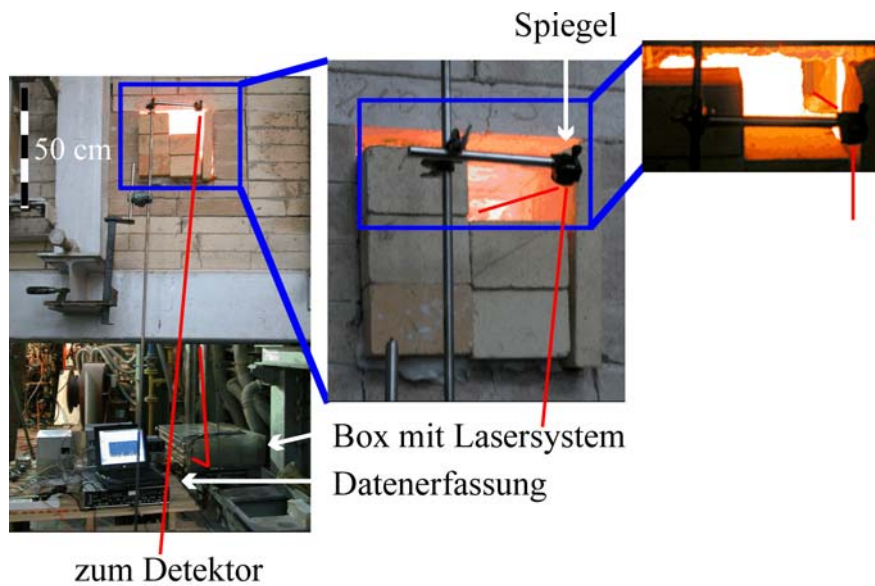 Spiegel
50 cm
Box mit Lasersystem
Datenerfassung
zum Detektor